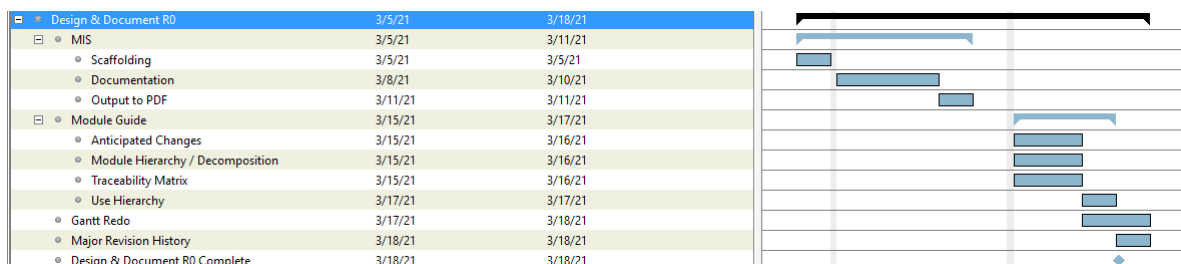 Design & Document R0 3/5/21 3/18/21
MIS 3/5/21 3/11/21
Scaffolding 3/5/21 3/5/21
Documentation 3/8/21 3/10/21
Output to PDF 3/11/21 3/11/21
Module Guide 3/15/21 3/17/21
Anticipated Changes 3/15/21 3/16/21
Module Hierarchy / Decomposition 3/15/21 3/16/21
Traceability Matrix 3/15/21 3/16/21
Use Hierarchy 3/17/21 3/17/21
Gantt Redo 3/17/21 3/18/21
Major Revision History 3/18/21 3/18/21
Design & Document R0 Complete 3/18/21 3/18/21